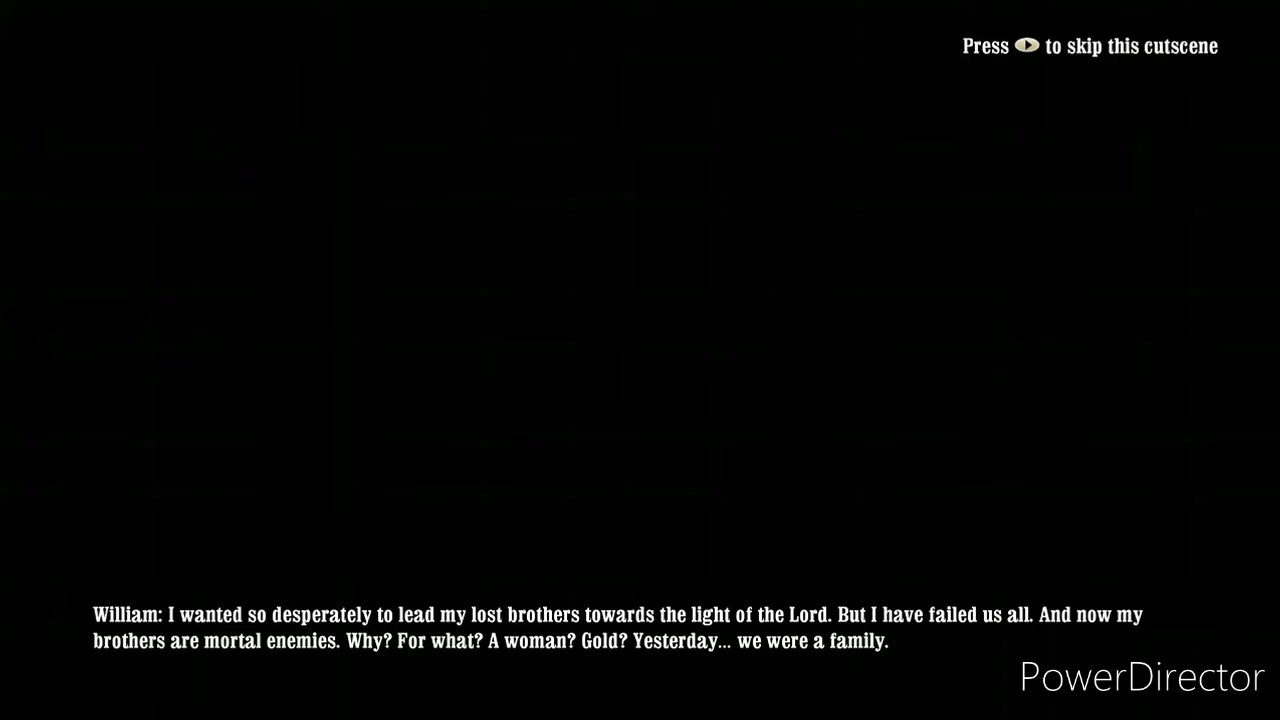 Press to skip this cutscene
William: I wanted so desperately to lead my lost brothers towards the light of the Lord. But I have failed us all. And now my
brothers are mortal enemies. Why? For what? A woman? Gold? Yesterday... we were a family.
PowerDirector